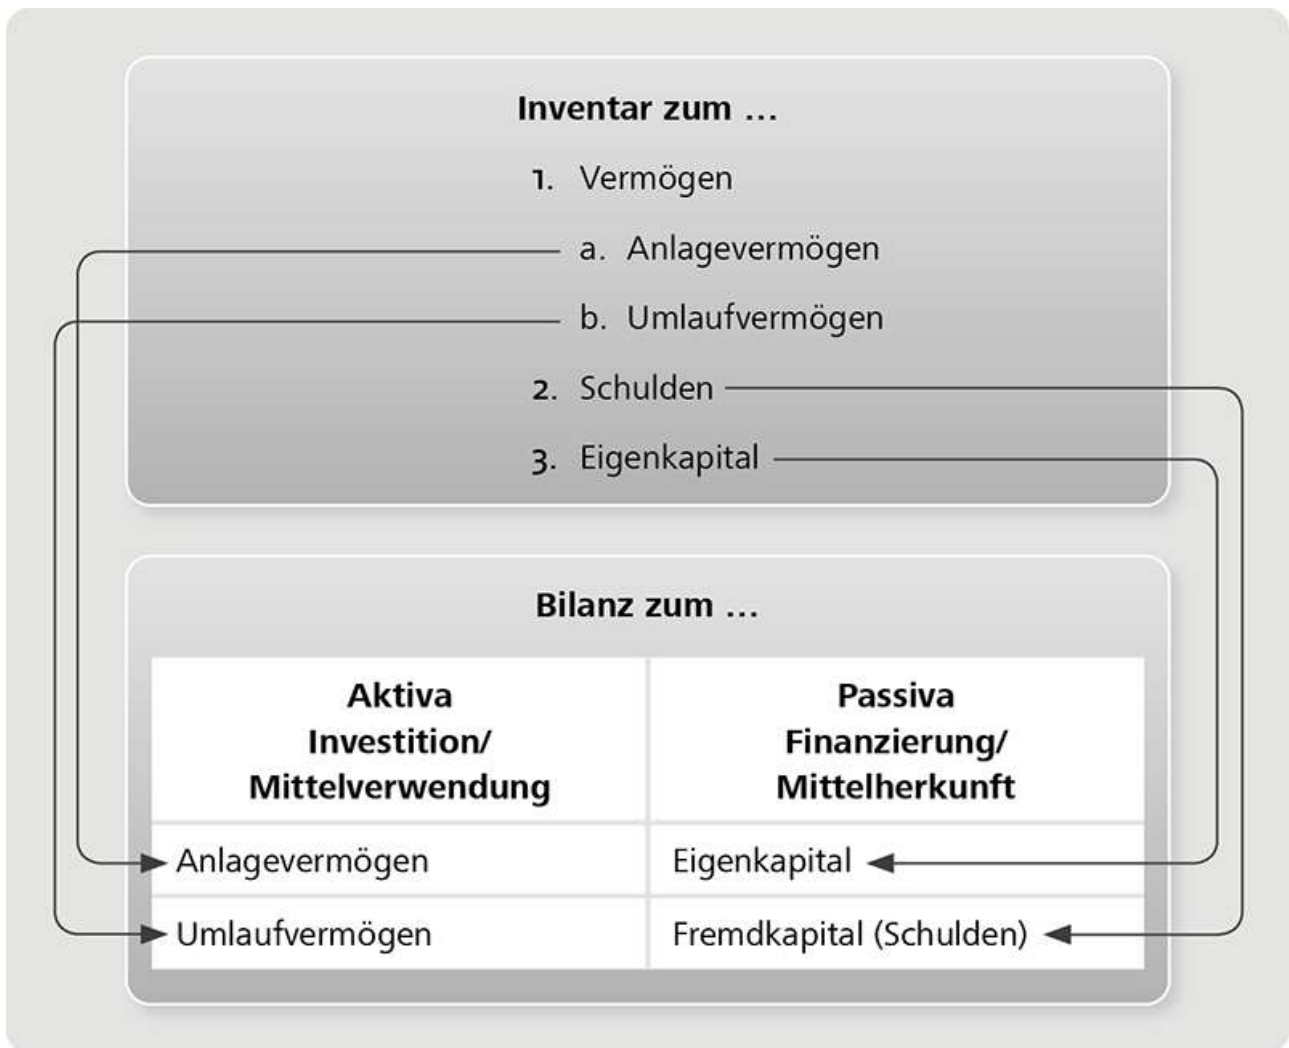 Inventar zum ...
1. Vermögen
a. Anlagevermögen
b. Umlaufvermögen
2. Schulden
3. Eigenkapital
Bilanz zum ...
Aktiva
Investition/
Mittelverwendung
Passiva
Finanzierung/
Mittelherkunft
Anlagevermögen
Eigenkapital
Umlaufvermögen
Fremdkapital (Schulden)